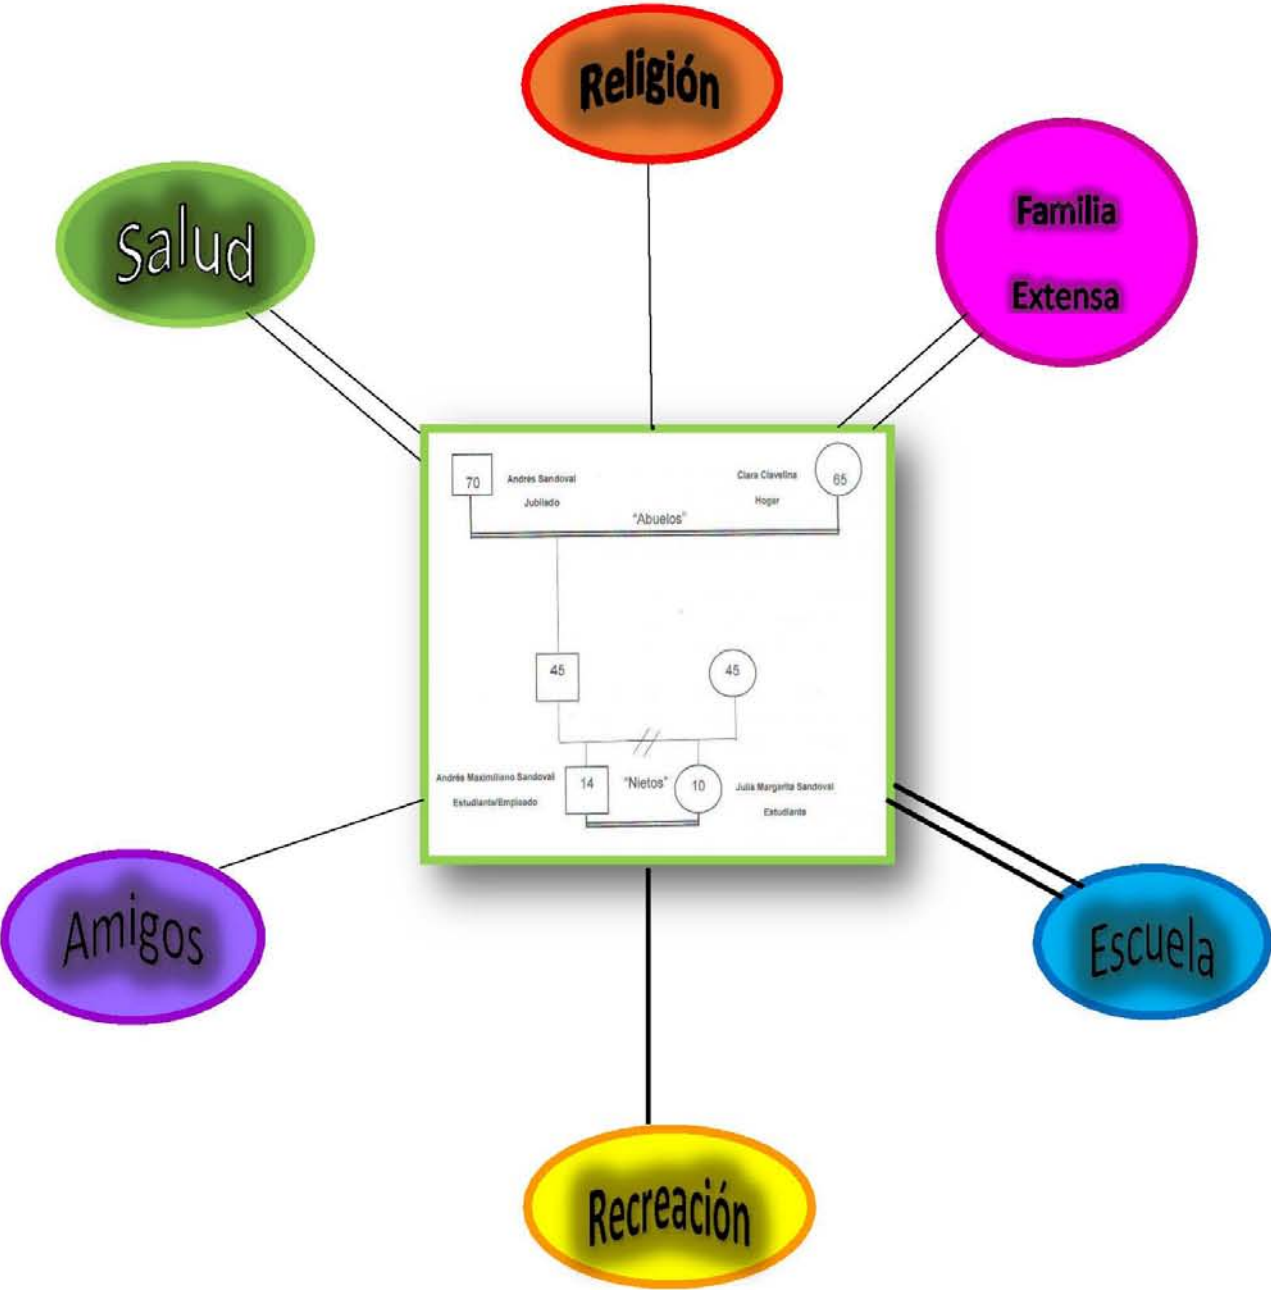 Religión
Salud
Familia
Extensa
70
Andrés Sandoval
Jubilado
Clara Clavelina
Hogar
65
"Abuelos"
45
45
Andrés Maximiliano Sandoval
Estudiante/Empleado
14
"Nietos"
10
Julia Margarita Sandoval
Estudiante
Amigos
Escuela
Recreación